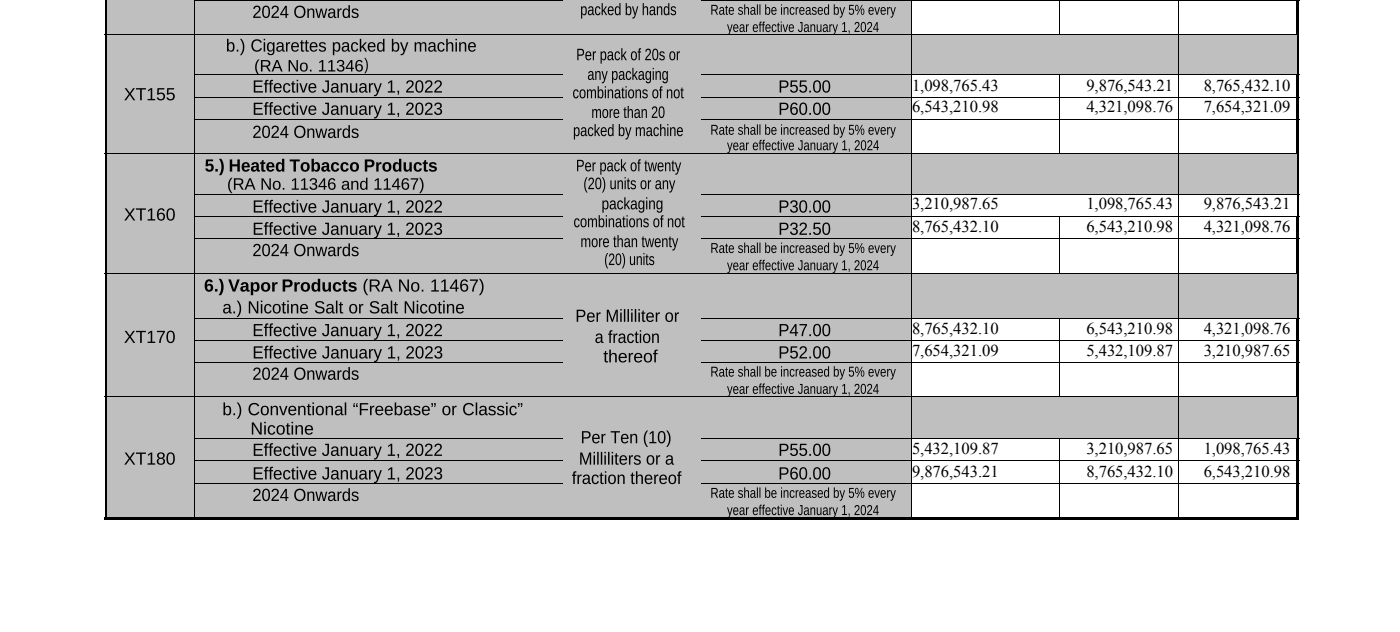 2024 Onwards packed by hands Rate shall be increased by 5% every
year effective January 1, 2024
XT155
b.) Cigarettes packed by machine
(RA No. 11346)
Per pack of 20s or
any packaging
combinations of not
more than 20
packed by machine
Effective January 1, 2022 P55.00 1,098,765.43 9,876,543.21 8,765,432.10
Effective January 1, 2023 P60.00 6,543,210.98 4,321,098.76 7,654,321.09
2024 Onwards Rate shall be increased by 5% every
year effective January 1, 2024
XT160
5.) Heated Tobacco Products
(RA No. 11346 and 11467)
Per pack of twenty
(20) units or any
packaging
combinations of not
more than twenty
(20) units
Effective January 1, 2022 P30.00 3,210,987.65 1,098,765.43 9,876,543.21
Effective January 1, 2023 P32.50 8,765,432.10 6,543,210.98 4,321,098.76
2024 Onwards Rate shall be increased by 5% every
year effective January 1, 2024
XT170
6.) Vapor Products (RA No. 11467)
a.) Nicotine Salt or Salt Nicotine
Per Milliliter or
a fraction
thereof
Effective January 1, 2022 P47.00 8,765,432.10 6,543,210.98 4,321,098.76
Effective January 1, 2023 P52.00 7,654,321.09 5,432,109.87 3,210,987.65
2024 Onwards Rate shall be increased by 5% every
year effective January 1, 2024
XT180
b.) Conventional “Freebase” or Classic”
Nicotine
Per Ten (10)
Milliliters or a
fraction thereof
Effective January 1, 2022 P55.00 5,432,109.87 3,210,987.65 1,098,765.43
Effective January 1, 2023 P60.00 9,876,543.21 8,765,432.10 6,543,210.98
2024 Onwards Rate shall be increased by 5% every
year effective January 1, 2024